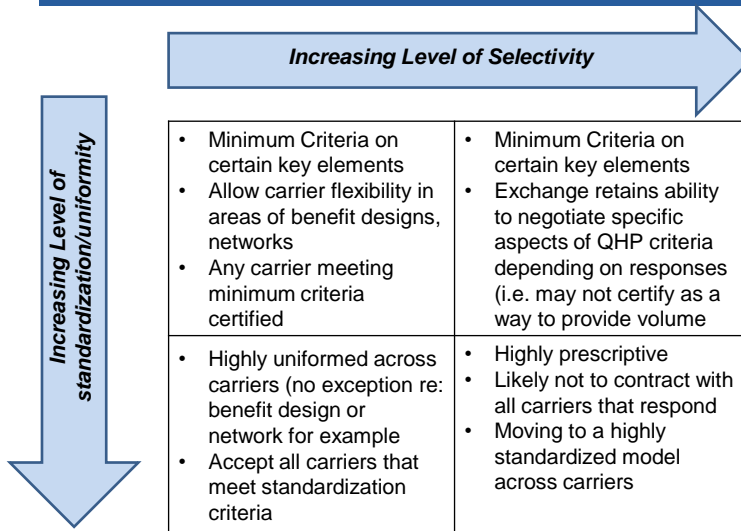 Increasing Level of Selectivity
Increasing Level of
standardization/uniformity
• Minimum Criteria on
certain key elements
• Allow carrier flexibility in
areas of benefit designs,
networks
• Any carrier meeting
minimum criteria
certified
• Minimum Criteria on
certain key elements
• Exchange retains ability
to negotiate specific
aspects of QHP criteria
depending on responses
(i.e. may not certify as a
way to provide volume
• Highly uniformed across
carriers (no exception re:
benefit design or
network for example
• Accept all carriers that
meet standardization
criteria
• Highly prescriptive
• Likely not to contract with
all carriers that respond
• Moving to a highly
standardized model
across carriers